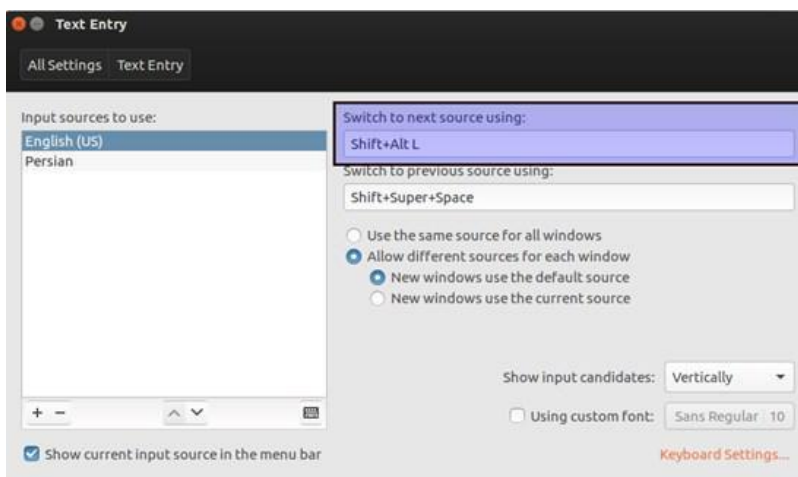 Text Entry
All Settings Text Entry
Input sources to use:
English (US)
Persian
Switch to next source using:
Shift+Alt L
Switch to previous source using:
Shift+Super+Space
Use the same source for all windows
Allow different sources for each window
New windows use the default source
New windows use the current source
Show input candidates: Vertically
Using custom font: Sans Regular 10
Show current input source in the menu bar
Keyboard Settings...